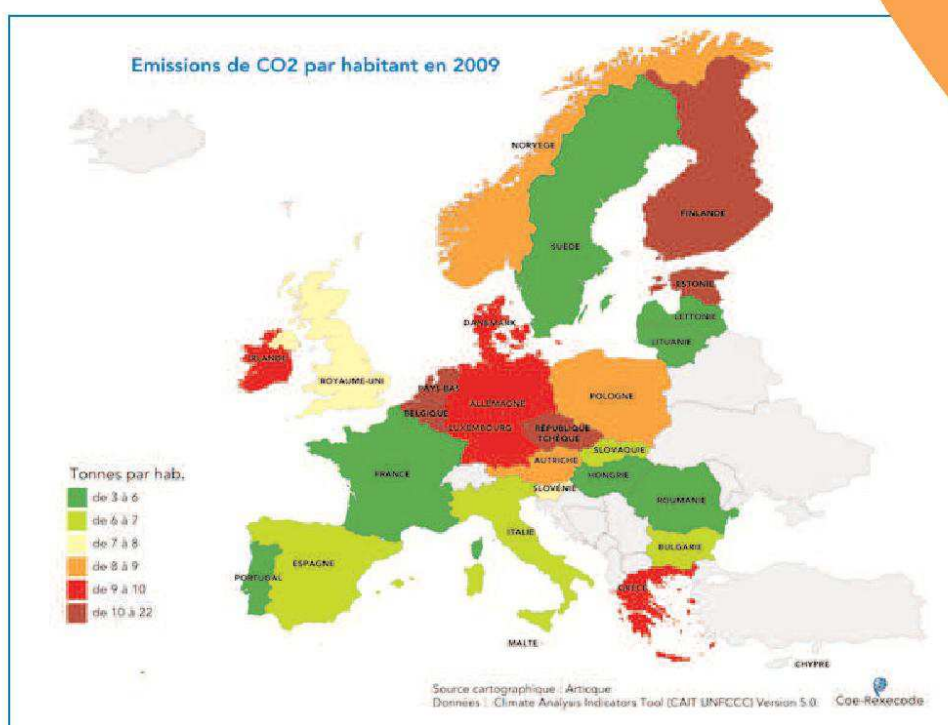 Emissions de CO2 par habitant en 2009
NORVÈGE
FINLANDE
SUÈDE
ESTONIE
LETTONIE
LITUANIE
DANEMARK
IRLANDE
ROYAUME-UNI
PAYS-BAS
BELGIQUE
ALLEMAGNE
LUXEMBOURG
POLOGNE
RÉPUBLIQUE
TCHÈQUE
SLOVAQUIE
AUTRICHE
HONGRIE
SLOVÉNIE
FRANCE
ROUMANIE
ITALIE
BULGARIE
ESPAGNE
PORTUGAL
GRÈCE
MALTE
CHYPRE
Tonnes par hab.
de 3 à 6
de 6 à 7
de 7 à 8
de 8 à 9
de 9 à 10
de 10 à 22
Source cartographique : Articque
Données : Climate Analysis Indicators Tool (CAIT UNFCCC) Version 5.0.
Coe-Rexecode